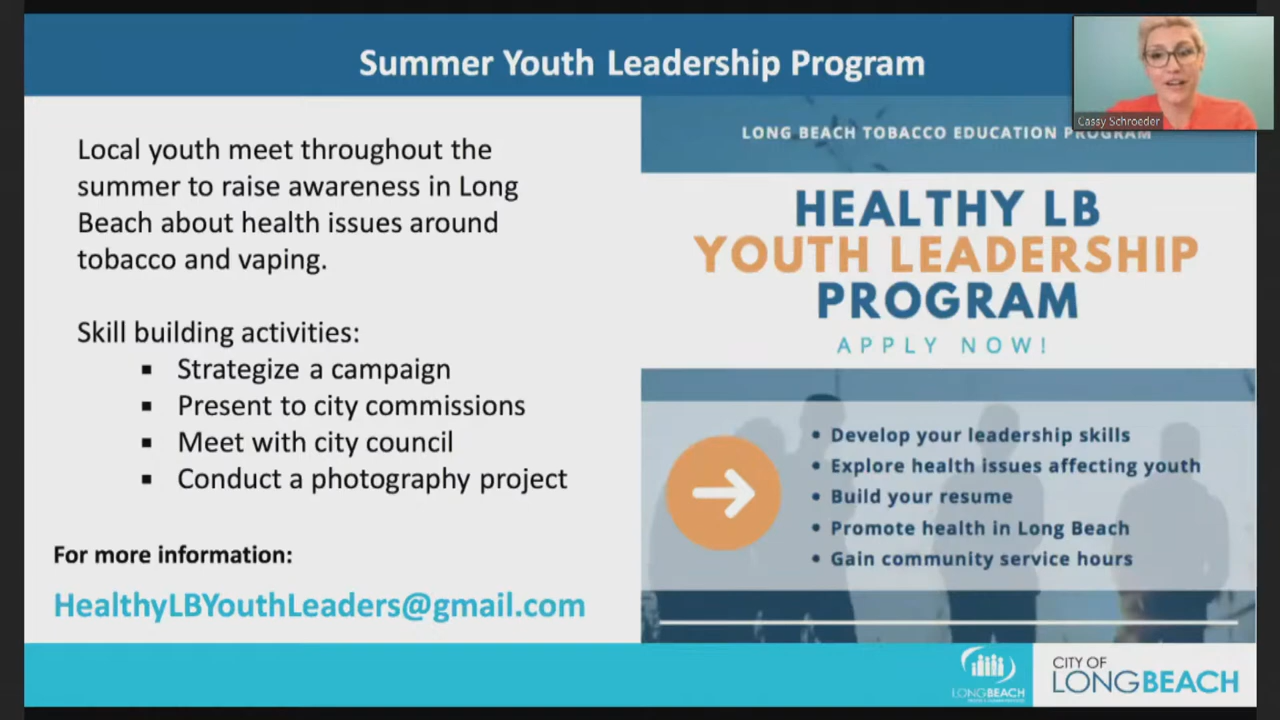 Summer Youth Leadership Program
Cassy Schroeder
Local youth meet throughout the
summer to raise awareness in Long
Beach about health issues around
tobacco and vaping.
Skill building activities:
▪ Strategize a campaign
▪ Present to city commissions
▪ Meet with city council
▪ Conduct a photography project
For more information:
HealthyLBYouthLeaders@gmail.com
LONG BEACH TOBACCO EDUCATION PROGRAM
HEALTHY LB
YOUTH LEADERSHIP
PROGRAM
APPLY NOW!
• Develop your leadership skills
• Explore health issues affecting youth
• Build your resume
• Promote health in Long Beach
• Gain community service hours
LONGBEACH
CITY OF
LONGBEACH